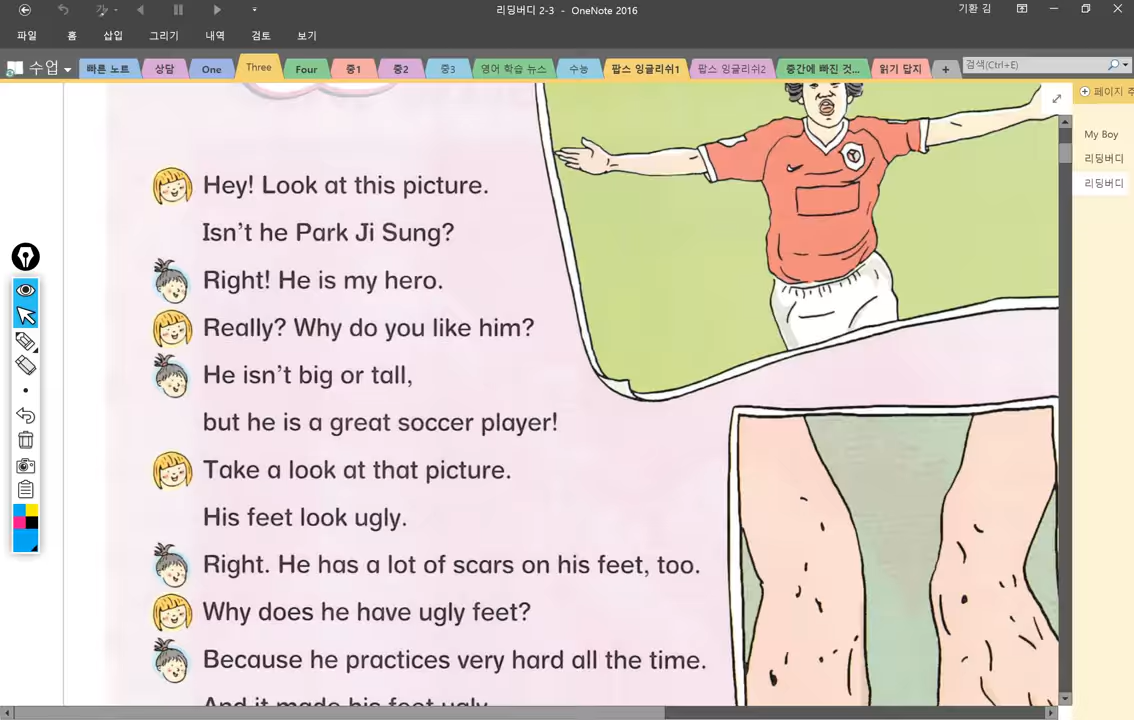 리딩버디 2-3 - OneNote 2016
기환 김
파일 홈 삽입 그리기 내역 검토 보기
수업 빠른 노트 상담 One Three Four 중1 중2 중3 영어 학습 뉴스 수능 팝스 잉글리쉬1 팝스 잉글리쉬2 중간에 빠진 것... 읽기 답지 + 검색(Ctrl+E)
페이지 추
My Boy
리딩버디
리딩버디
Hey! Look at this picture.
Isn't he Park Ji Sung?
Right! He is my hero.
Really? Why do you like him?
He isn't big or tall,
but he is a great soccer player!
Take a look at that picture.
His feet look ugly.
Right. He has a lot of scars on his feet, too.
Why does he have ugly feet?
Because he practices very hard all the time.
And it made his feet ugly.